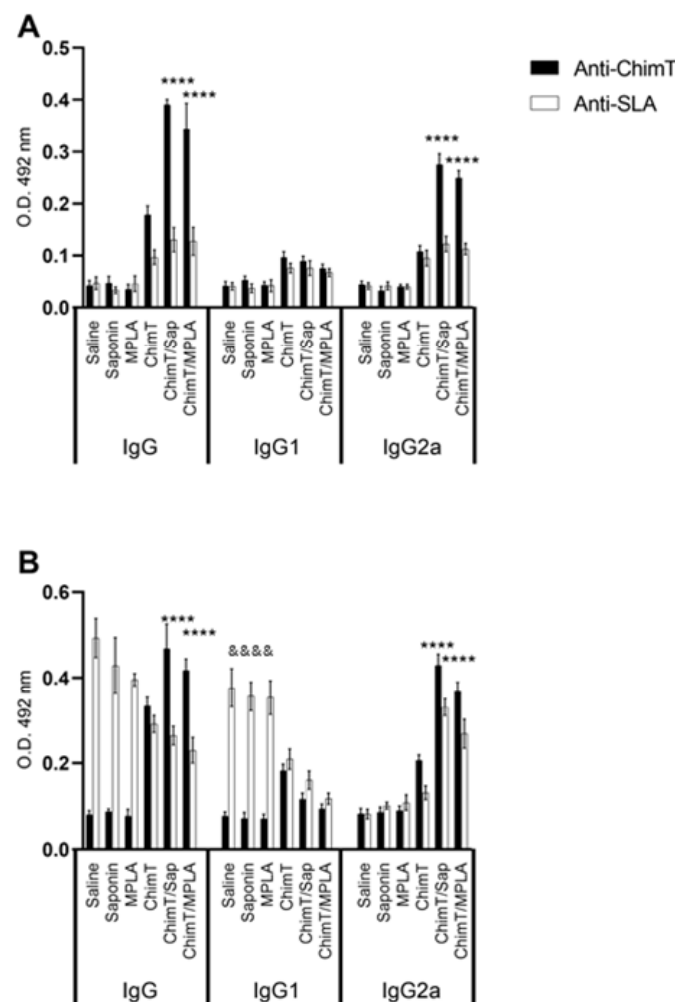 A
0.5
0.4
0.3
0.2
0.1
0.0
O.D. 492 nm
****
****
****
****
Anti-ChimT
Anti-SLA
Saline
Saponin
MPLA
ChimT
ChimT/Sap
ChimT/MPLA
Saline
Saponin
MPLA
ChimT
ChimT/Sap
ChimT/MPLA
Saline
Saponin
MPLA
ChimT
ChimT/Sap
ChimT/MPLA
IgG
IgG1
IgG2a
B
0.6
0.4
0.2
0.0
O.D. 492 nm
****
****
&&&&
****
****
Saline
Saponin
MPLA
ChimT
ChimT/Sap
ChimT/MPLA
Saline
Saponin
MPLA
ChimT
ChimT/Sap
ChimT/MPLA
Saline
Saponin
MPLA
ChimT
ChimT/Sap
ChimT/MPLA
IgG
IgG1
IgG2a